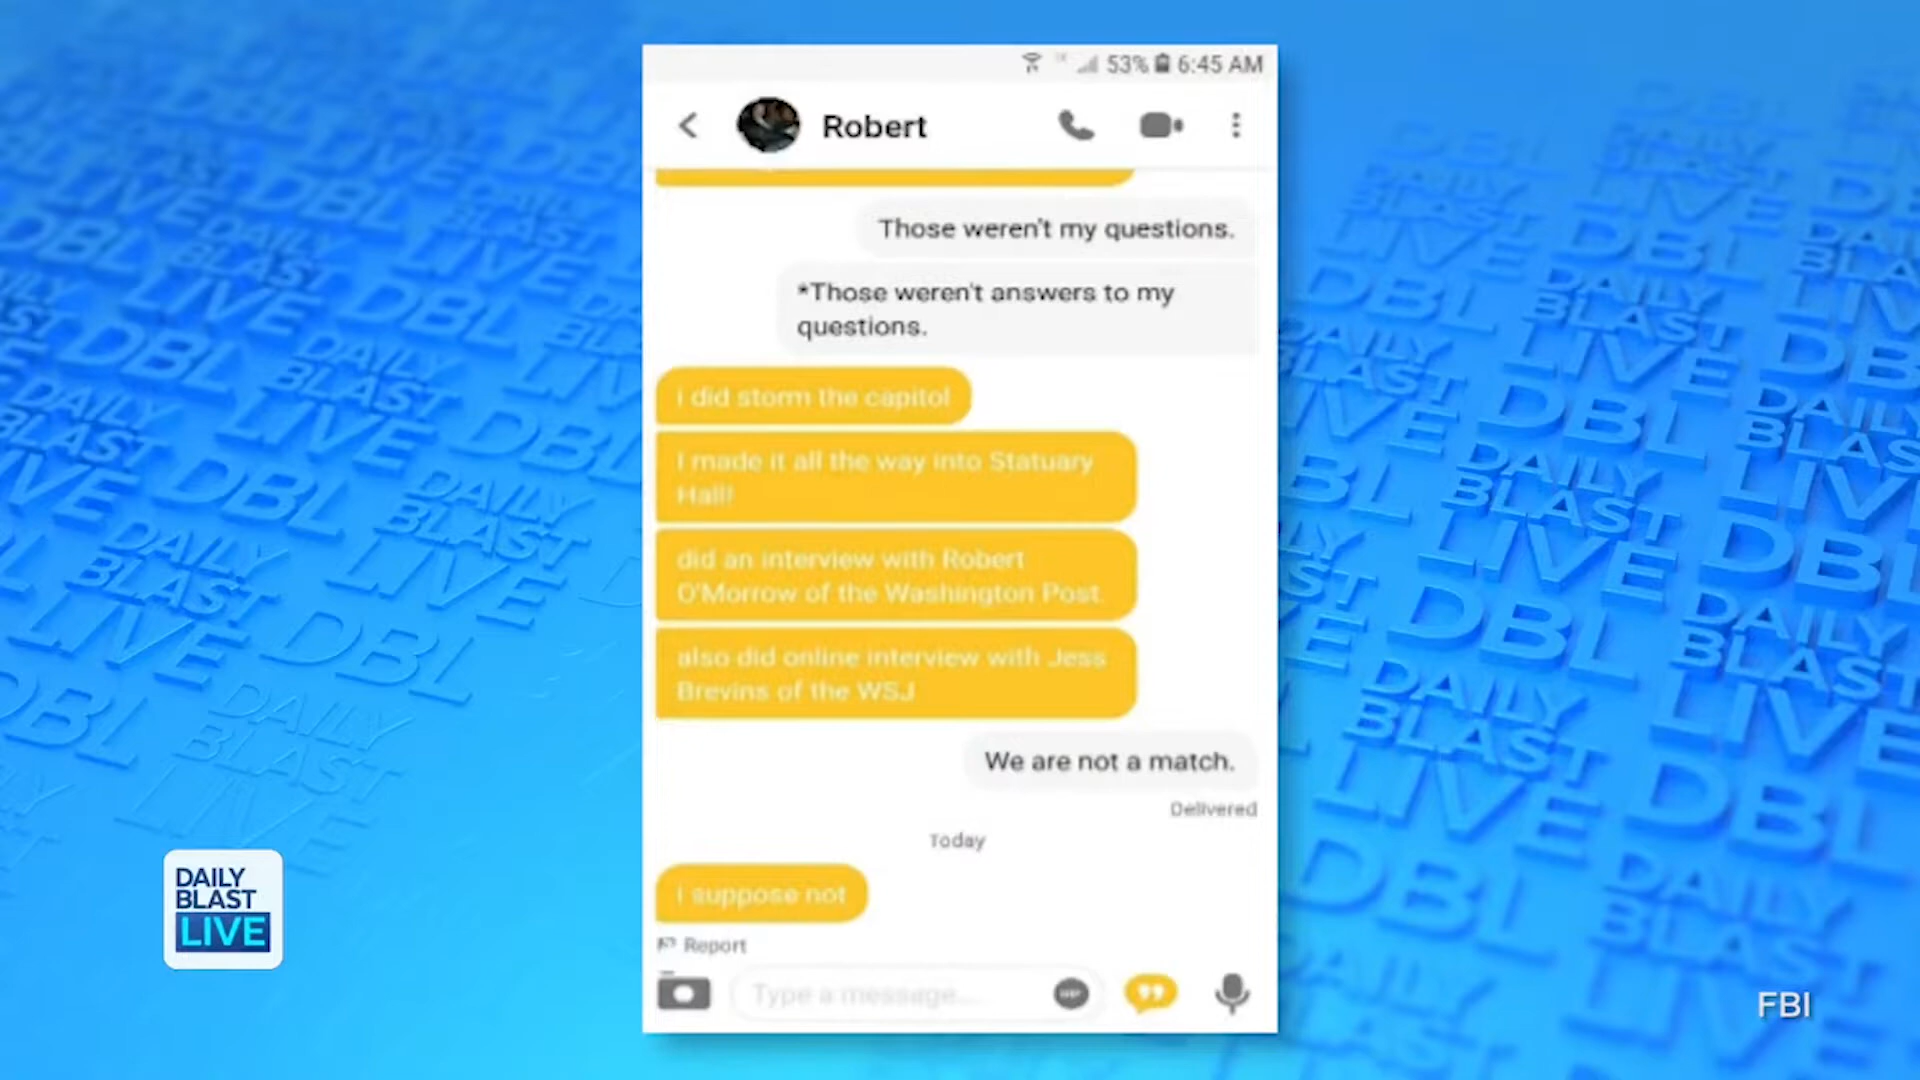 53% 6:45 AM
Robert
Those weren't my questions.
*Those weren't answers to my
questions.
i did storm the capitol
I made it all the way into Statuary
Hall!
did an interview with Robert
O'Morrow of the Washington Post
also did online interview with Jess
Brevins of the WSJ
We are not a match.
Delivered
Today
i suppose not
Report
Type a message...
DAILY
BLAST
LIVE
FBI